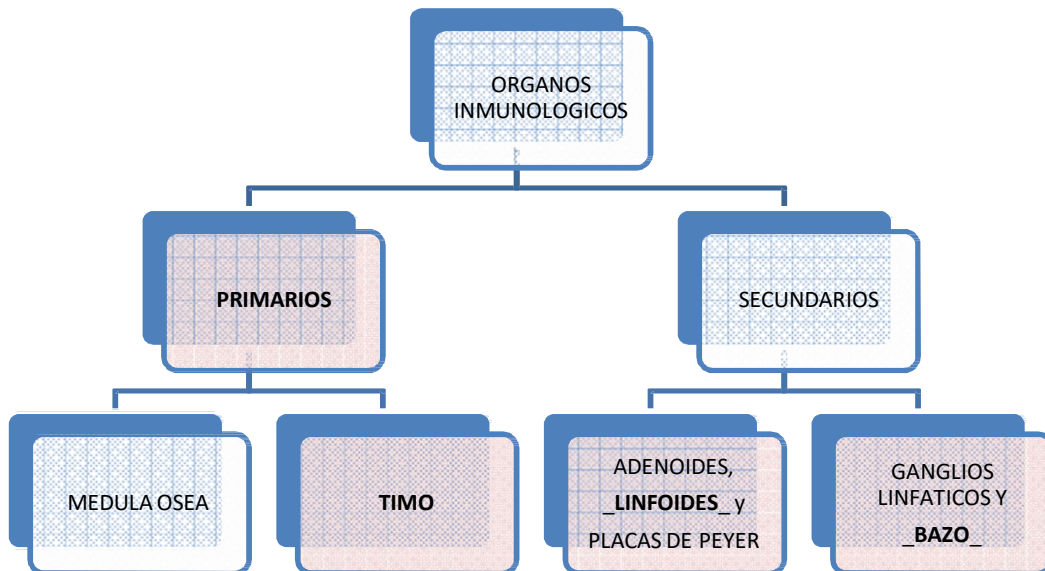 ORGANOS
INMUNOLOGICOS
PRIMARIOS
SECUNDARIOS
MEDULA OSEA
TIMO
ADENOIDES,
_LINFOIDES_ y
PLACAS DE PEYER
GANGLIOS
LINFATICOS Y
_BAZO_